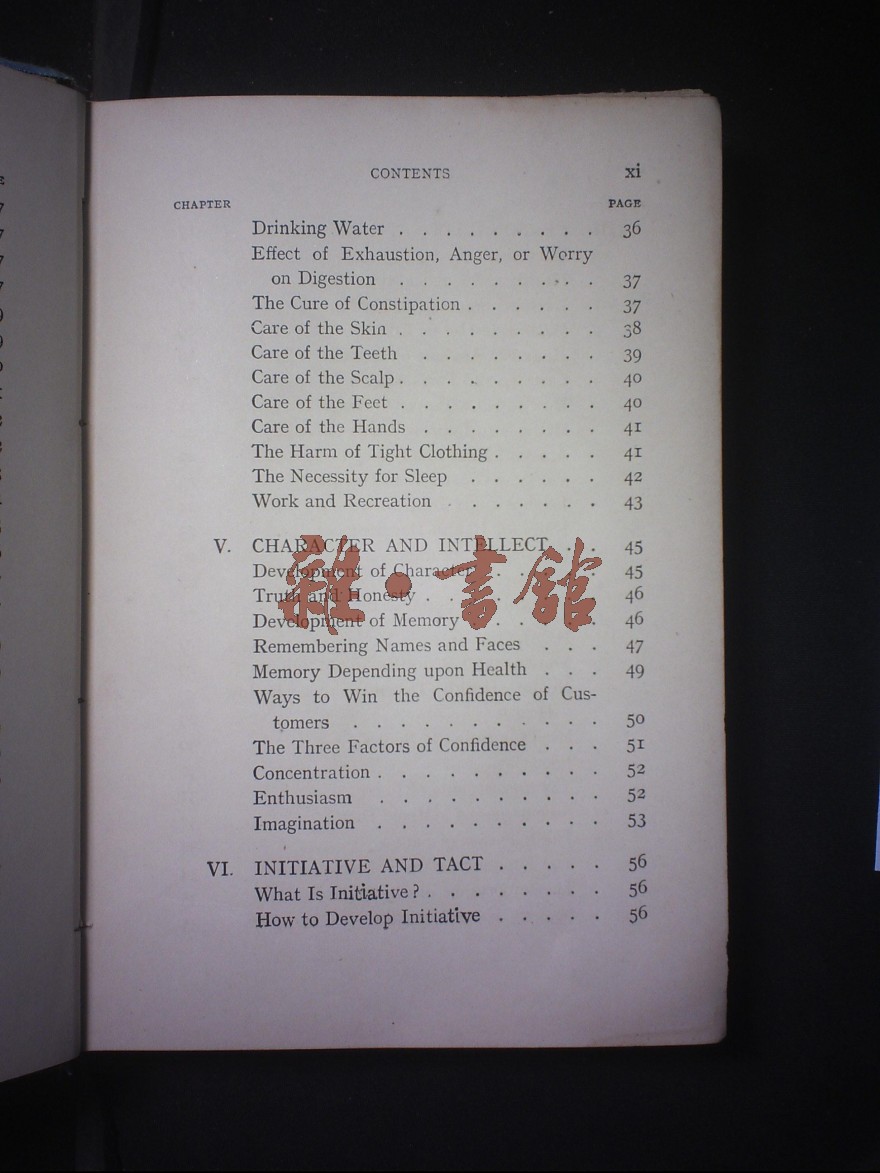 CONTENTS xi
CHAPTER PAGE
Drinking Water . . . . . . . . . 36
Effect of Exhaustion, Anger, or Worry
on Digestion . . . . . . . . . 37
The Cure of Constipation . . . . . . 37
Care of the Skin . . . . . . . . . 38
Care of the Teeth . . . . . . . . 39
Care of the Scalp . . . . . . . . . 40
Care of the Feet . . . . . . . . . 40
Care of the Hands . . . . . . . . 41
The Harm of Tight Clothing . . . . . 41
The Necessity for Sleep . . . . . . 42
Work and Recreation . . . . . . . 43
V. CHARACTER AND INTELLECT . . . 45
Development of Character . . . . . 45
Truth and Honesty . . . . . . . . 46
雜·書館
Development of Memory . . . . . . 46
Remembering Names and Faces . . . 47
Memory Depending upon Health . . . 49
Ways to Win the Confidence of Cus-
tomers . . . . . . . . . . . 50
The Three Factors of Confidence . . . 51
Concentration . . . . . . . . . . 52
Enthusiasm . . . . . . . . . . 52
Imagination . . . . . . . . . . 53
VI. INITIATIVE AND TACT . . . . . 56
What Is Initiative? . . . . . . . . 56
How to Develop Initiative . . . . . 56